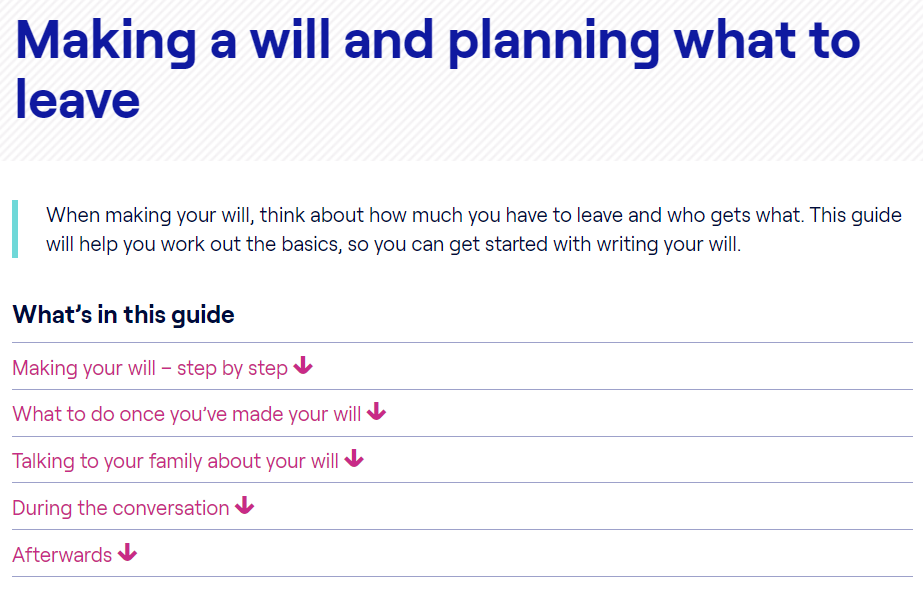 Making a will and planning what to
leave
When making your will, think about how much you have to leave and who gets what. This guide
will help you work out the basics, so you can get started with writing your will.
What’s in this guide
Making your will – step by step
What to do once you’ve made your will
Talking to your family about your will
During the conversation
Afterwards